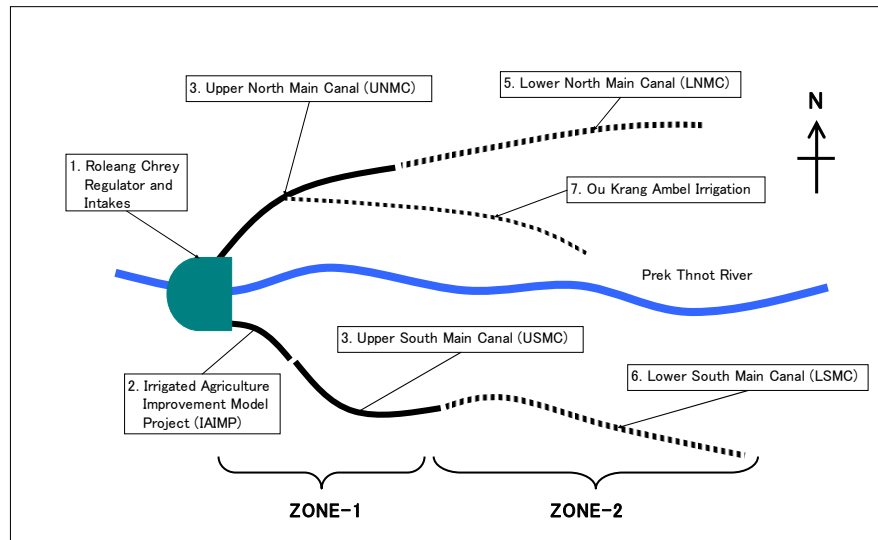 3. Upper North Main Canal (UNMC)
5. Lower North Main Canal (LNMC)
N
1. Roleang Chrey
Regulator and
Intakes
7. Ou Krang Ambel Irrigation
Prek Thnot River
3. Upper South Main Canal (USMC)
2. Irrigated Agriculture
Improvement Model
Project (IAIMP)
6. Lower South Main Canal (LSMC)
ZONE-1
ZONE-2